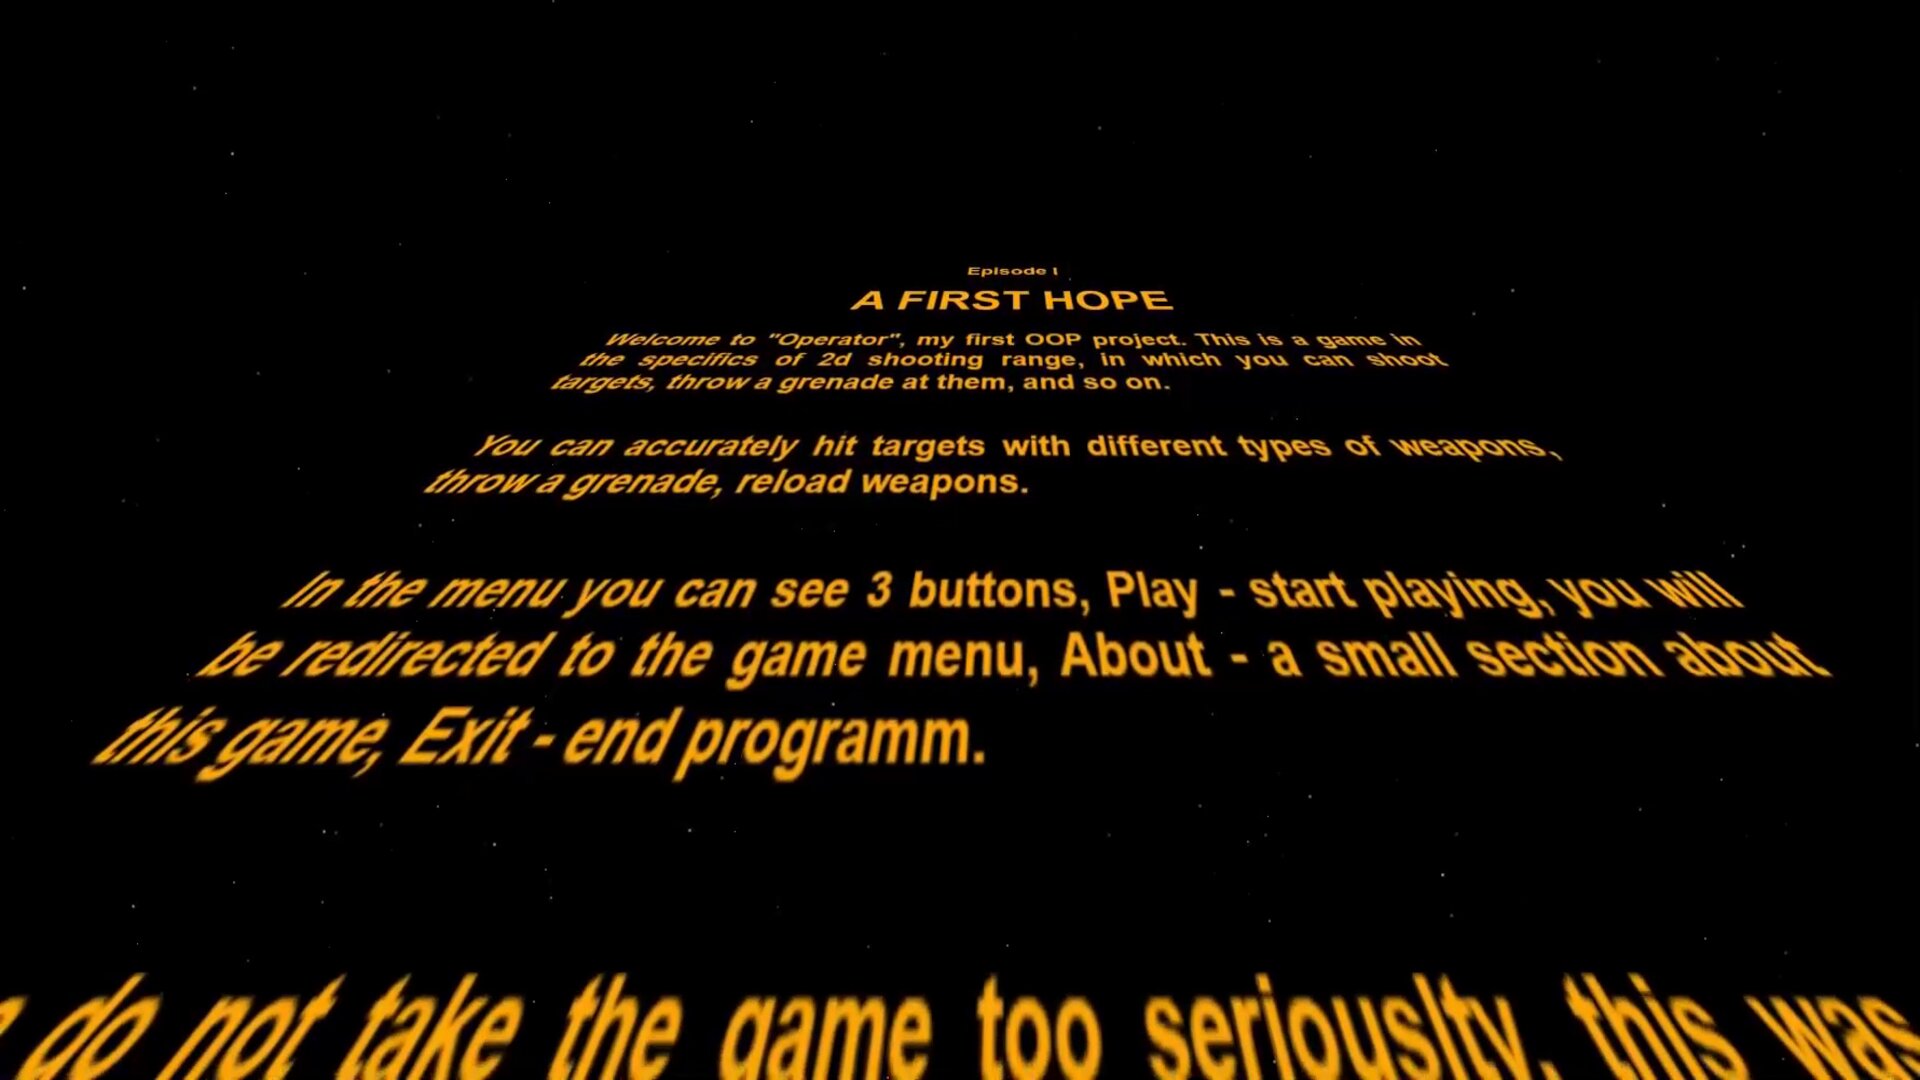 Episode I
A FIRST HOPE
Welcome to "Operator", my first OOP project. This is a game in
the specifics of 2d shooting range, in which you can shoot
targets, throw a grenade at them, and so on.
You can accurately hit targets with different types of weapons,
throw a grenade, reload weapons.
In the menu you can see 3 buttons, Play - start playing, you will
be redirected to the game menu, About - a small section about
this game, Exit - end programm.
do not take the game too seriouslty, this was